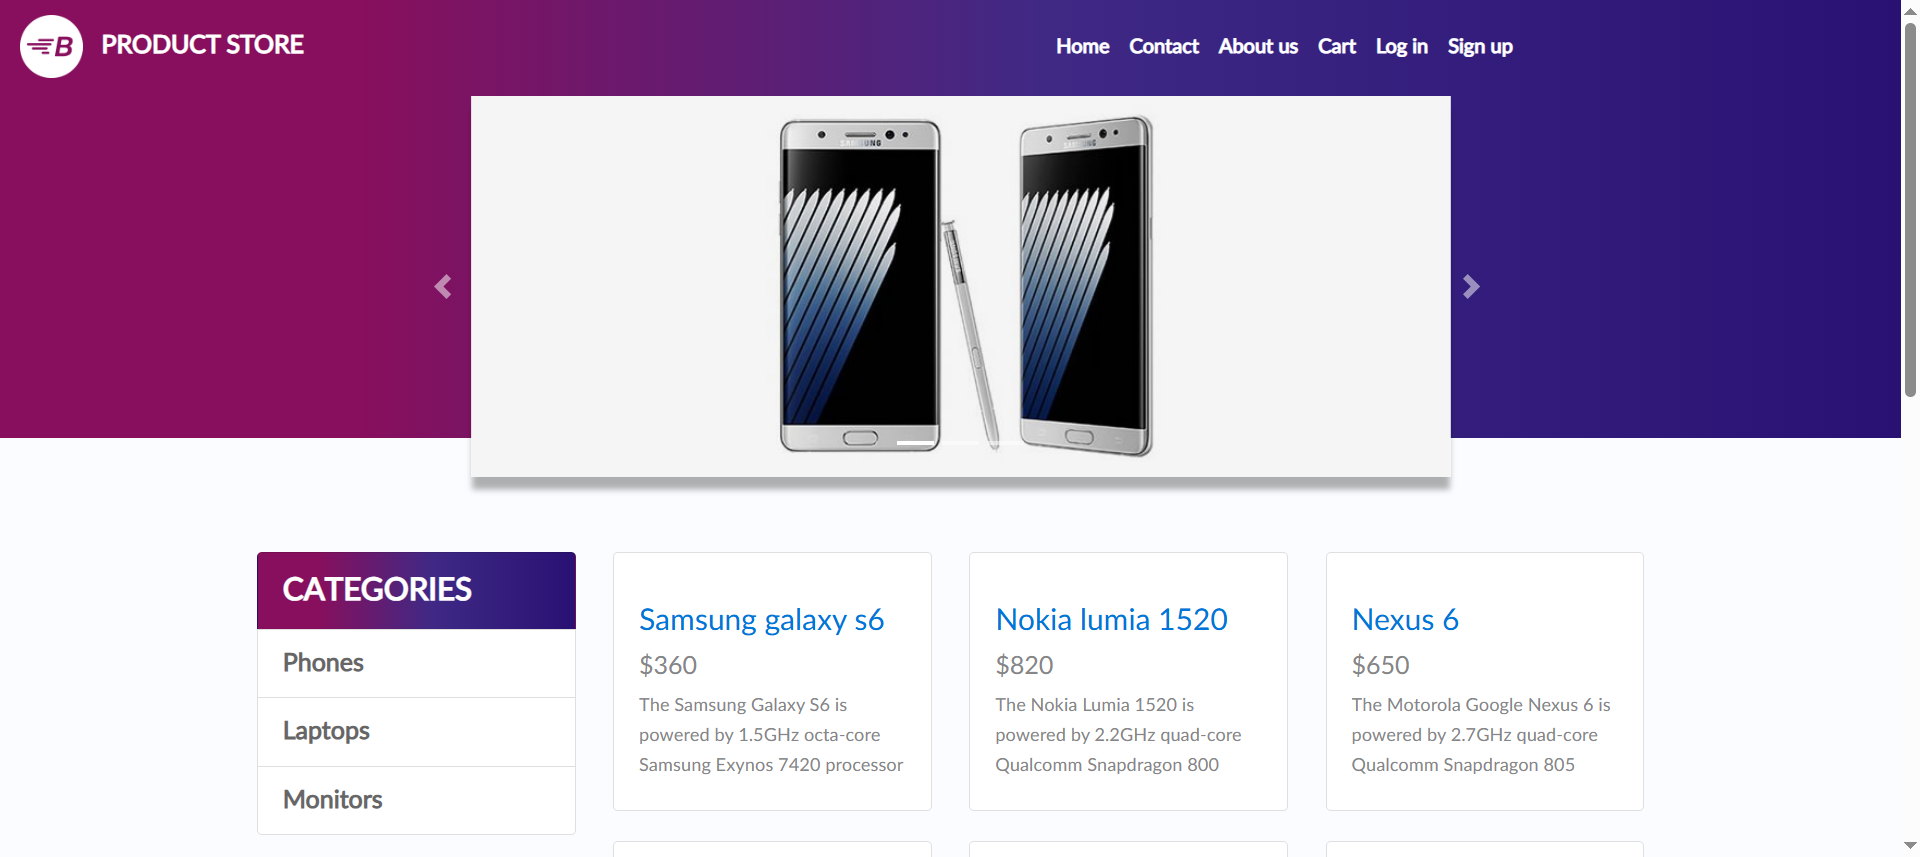 B PRODUCT STORE
Home Contact About us Cart Log in Sign up
SAMSUNG
CATEGORIES
Phones
Laptops
Monitors
Samsung galaxy s6
$360
The Samsung Galaxy S6 is
powered by 1.5GHz octa-core
Samsung Exynos 7420 processor
Nokia lumia 1520
$820
The Nokia Lumia 1520 is
powered by 2.2GHz quad-core
Qualcomm Snapdragon 800
Nexus 6
$650
The Motorola Google Nexus 6 is
powered by 2.7GHz quad-core
Qualcomm Snapdragon 805